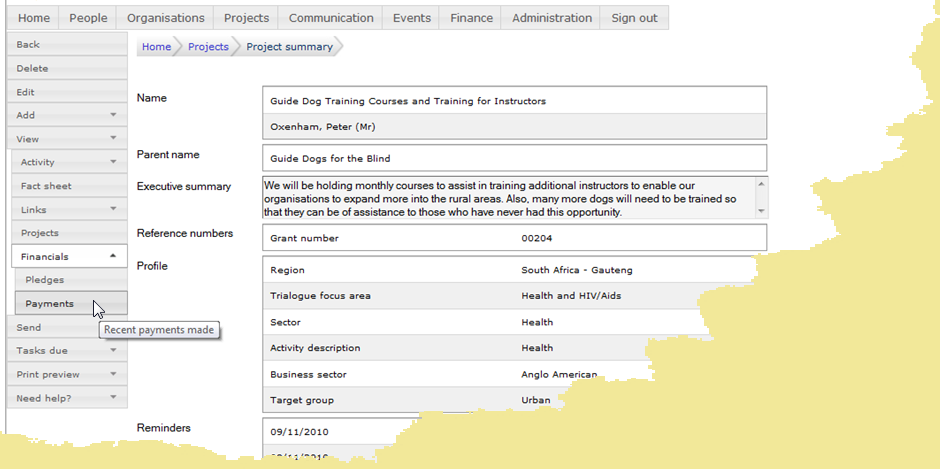 Home People Organisations Projects Communication Events Finance Administration Sign out
Back
Delete
Edit
Add
View
Activity
Fact sheet
Links
Projects
Financials
Pledges
Payments
Recent payments made
Send
Tasks due
Print preview
Need help?
Home Projects Project summary
Name
Guide Dog Training Courses and Training for Instructors
Oxenham, Peter (Mr)
Parent name
Guide Dogs for the Blind
Executive summary
We will be holding monthly courses to assist in training additional instructors to enable our
organisations to expand more into the rural areas. Also, many more dogs will need to be trained so
that they can be of assistance to those who have never had this opportunity.
Reference numbers
Grant number 00204
Profile
Region South Africa - Gauteng
Trialogue focus area Health and HIV/Aids
Sector Health
Activity description Health
Business sector Anglo American
Target group Urban
Reminders
09/11/2010